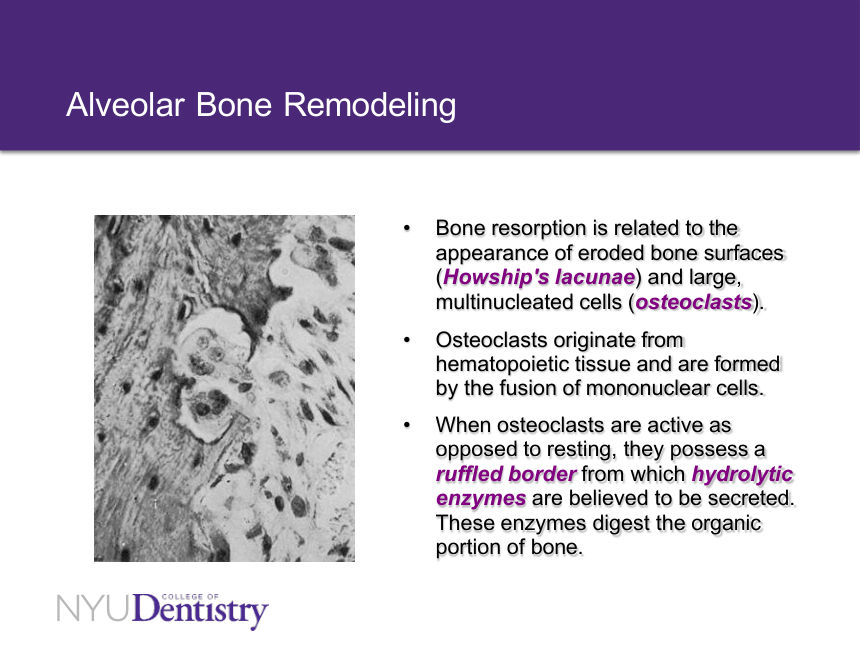 Alveolar Bone Remodeling
• Bone resorption is related to the
appearance of eroded bone surfaces
(Howship's lacunae) and large,
multinucleated cells (osteoclasts).
• Osteoclasts originate from
hematopoietic tissue and are formed
by the fusion of mononuclear cells.
• When osteoclasts are active as
opposed to resting, they possess a
ruffled border from which hydrolytic
enzymes are believed to be secreted.
These enzymes digest the organic
portion of bone.
COLLEGE OF
NYU Dentistry